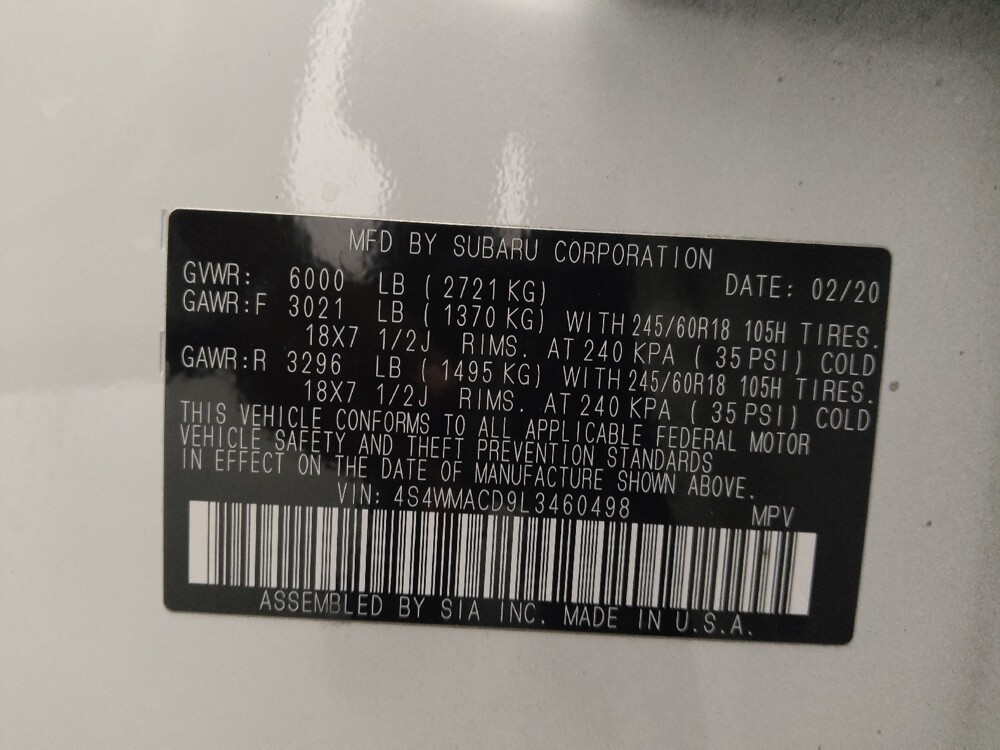 MFD BY SUBARU CORPORATION
GVWR: 6000 LB ( 2721 KG) DATE: 02/20
GAWR:F 3021 LB ( 1370 KG) WITH 245/60R18 105H TIRES.
18X7 1/2J RIMS. AT 240 KPA ( 35 PSI) COLD
GAWR:R 3296 LB ( 1495 KG) WITH 245/60R18 105H TIRES.
18X7 1/2J RIMS. AT 240 KPA ( 35 PSI) COLD
THIS VEHICLE CONFORMS TO ALL APPLICABLE FEDERAL MOTOR
VEHICLE SAFETY AND THEFT PREVENTION STANDARDS
IN EFFECT ON THE DATE OF MANUFACTURE SHOWN ABOVE.
VIN: 4S4WMACD9L3460498 MPV
ASSEMBLED BY SIA INC. MADE IN U.S.A.